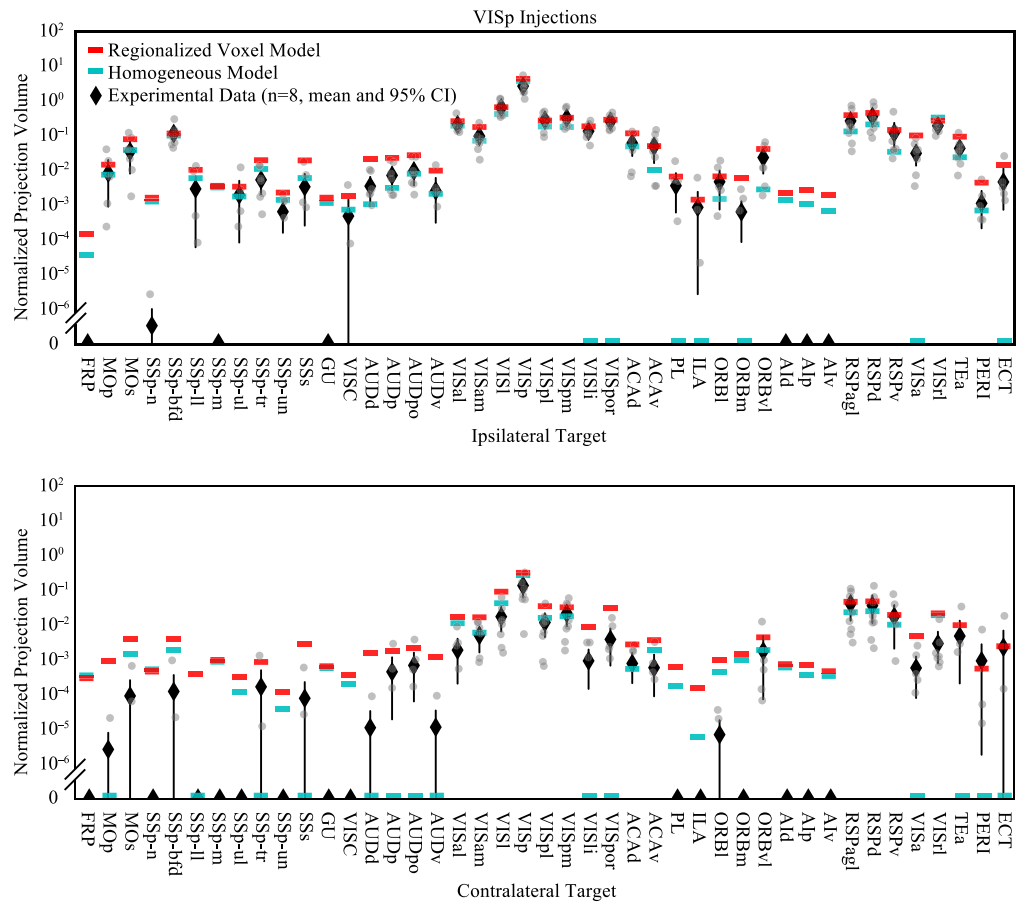 VISp Injections
Normalized Projection Volume
10² 10¹ 10⁰ 10⁻¹ 10⁻² 10⁻³ 10⁻⁴ 10⁻⁵ 10⁻⁶ 0
Regionalized Voxel Model
Homogeneous Model
Experimental Data (n=8, mean and 95% CI)
FRP MOp MOs SSp-n SSp-bfd SSp-ll SSp-m SSp-ul SSp-tr SSp-un SSs GU VISC AUDd AUDp AUDpo AUDv VISal VISam VISl VISp VISpl VISpm VISli VISpor ACAd ACAv PL ILA ORBl ORBm ORBvl AId AIp AIv RSPagl RSPd RSPv VISa VISrl TEa PERI ECT
Ipsilateral Target
Normalized Projection Volume
10² 10¹ 10⁰ 10⁻¹ 10⁻² 10⁻³ 10⁻⁴ 10⁻⁵ 10⁻⁶ 0
FRP MOp MOs SSp-n SSp-bfd SSp-ll SSp-m SSp-ul SSp-tr SSp-un SSs GU VISC AUDd AUDp AUDpo AUDv VISal VISam VISl VISp VISpl VISpm VISli VISpor ACAd ACAv PL ILA ORBl ORBm ORBvl AId AIp AIv RSPagl RSPd RSPv VISa VISrl TEa PERI ECT
Contralateral Target